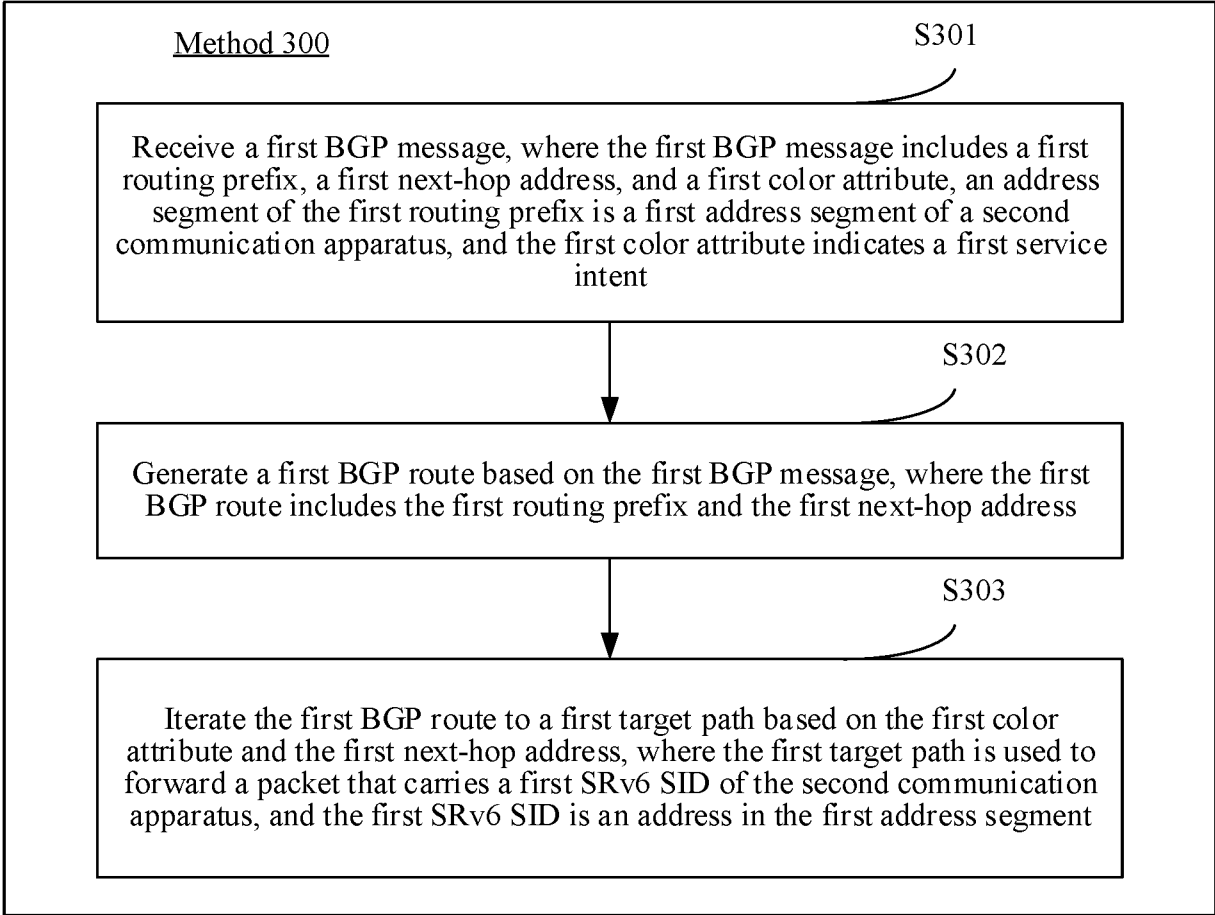 Method 300
S301
Receive a first BGP message, where the first BGP message includes a first
routing prefix, a first next-hop address, and a first color attribute, an address
segment of the first routing prefix is a first address segment of a second
communication apparatus, and the first color attribute indicates a first service
intent
S302
Generate a first BGP route based on the first BGP message, where the first
BGP route includes the first routing prefix and the first next-hop address
S303
Iterate the first BGP route to a first target path based on the first color
attribute and the first next-hop address, where the first target path is used to
forward a packet that carries a first SRv6 SID of the second communication
apparatus, and the first SRv6 SID is an address in the first address segment